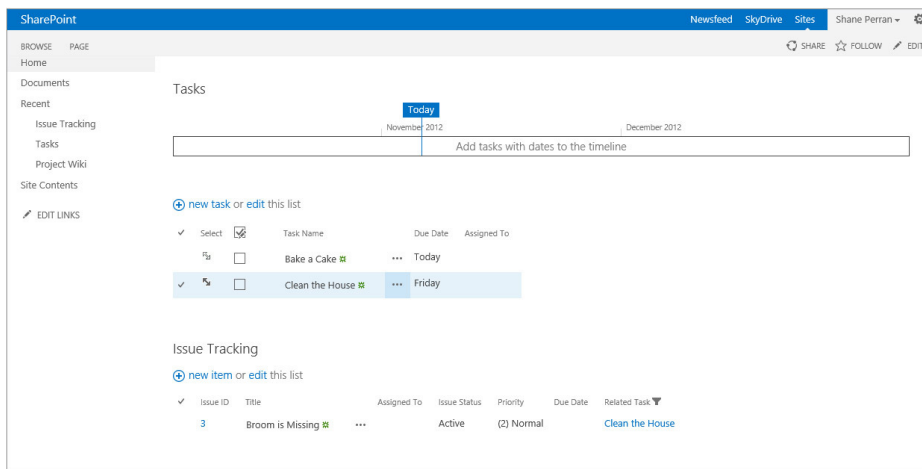 SharePoint Newsfeed SkyDrive Sites Shane Perran
BROWSE PAGE SHARE FOLLOW EDIT
Home
Documents
Recent
Issue Tracking
Tasks
Project Wiki
Site Contents
EDIT LINKS
Tasks
Today
November 2012 December 2012
Add tasks with dates to the timeline
new task or edit this list
Select Task Name Due Date Assigned To
Bake a Cake ... Today
Clean the House ... Friday
Issue Tracking
new item or edit this list
Issue ID Title Assigned To Issue Status Priority Due Date Related Task
3 Broom is Missing ... Active (2) Normal Clean the House